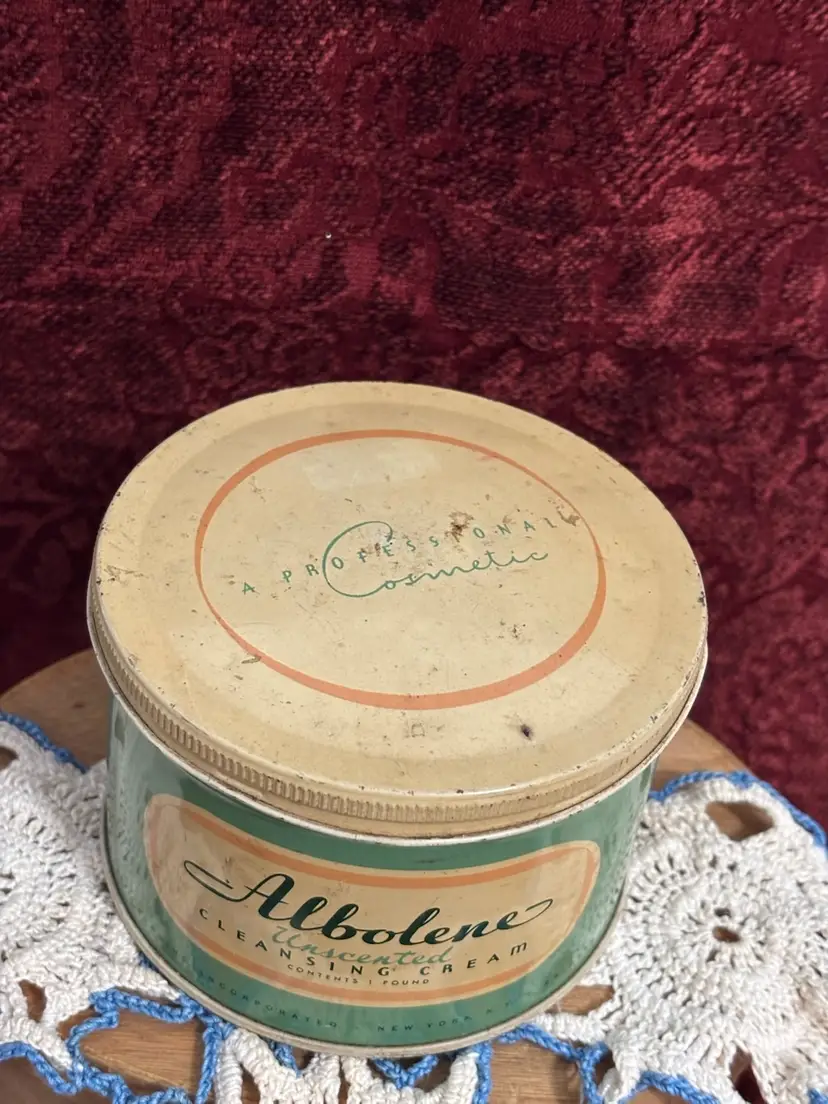 A PROFESSIONAL
Cosmetic
Albolene
Unscented
CLEANSING CREAM
CONTENTS 1 POUND
INCORPORATED NEW YORK